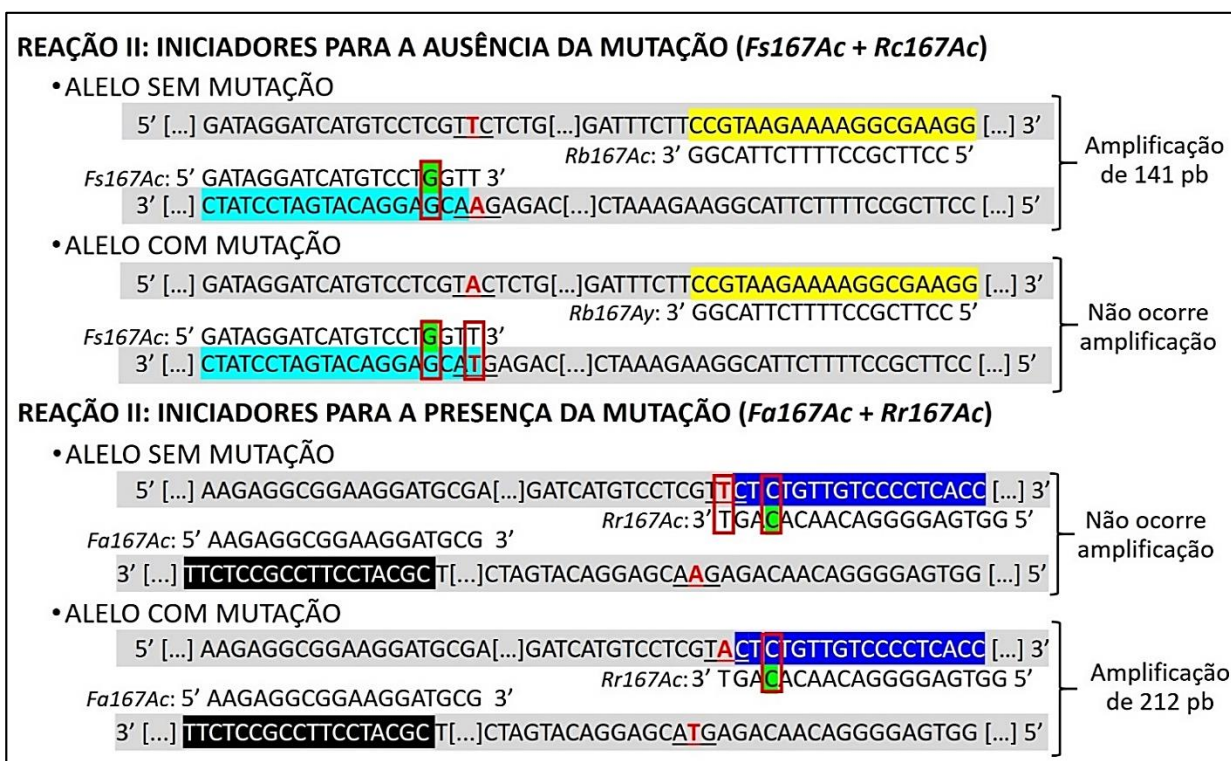 REAÇÃO II: INICIADORES PARA A AUSÊNCIA DA MUTAÇÃO (Fs167Ac + Rc167Ac)
•ALELO SEM MUTAÇÃO
5’ [...] GATAGGATCATGTCCTCGTTCTCTG[...]GATTTCTTCCGTAAGAAAAGGCGAAGG [...] 3’
Rb167Ac: 3’ GGCATTCTTTTCCGCTTCC 5’
Fs167Ac: 5’ GATAGGATCATGTCCTGGTT 3’
3’ [...] CTATCCTAGTACAGGAGCAAGAGAC[...]CTAAAGAAGGCATTCTTTTCCGCTTCC [...] 5’
Amplificação
de 141 pb
•ALELO COM MUTAÇÃO
5’ [...] GATAGGATCATGTCCTCGTACTCTG[...]GATTTCTTCCGTAAGAAAAGGCGAAGG [...] 3’
Rb167Ay: 3’ GGCATTCTTTTCCGCTTCC 5’
Fs167Ac: 5’ GATAGGATCATGTCCTGGTT 3’
3’ [...] CTATCCTAGTACAGGAGCATGAGAC[...]CTAAAGAAGGCATTCTTTTCCGCTTCC [...] 5’
Não ocorre
amplificação
REAÇÃO II: INICIADORES PARA A PRESENÇA DA MUTAÇÃO (Fa167Ac + Rr167Ac)
•ALELO SEM MUTAÇÃO
5’ [...] AAGAGGCGGAAGGATGCGA[...]GATCATGTCCTCGTTCTCTGTTGTCCCCTCACC [...] 3’
Rr167Ac: 3’ TGACACAACAGGGGAGTGG 5’
Fa167Ac: 5’ AAGAGGCGGAAGGATGCG 3’
3’ [...] TTCTCCGCCTTCCTACGCT[...]CTAGTACAGGAGCAAGAGACAACAGGGGAGTGG [...] 5’
Não ocorre
amplificação
•ALELO COM MUTAÇÃO
5’ [...] AAGAGGCGGAAGGATGCGA[...]GATCATGTCCTCGTACTCTGTTGTCCCCTCACC [...] 3’
Rr167Ac: 3’ TGACACAACAGGGGAGTGG 5’
Fa167Ac: 5’ AAGAGGCGGAAGGATGCG 3’
3’ [...] TTCTCCGCCTTCCTACGCT[...]CTAGTACAGGAGCATGAGACAACAGGGGAGTGG [...] 5’
Amplificação
de 212 pb